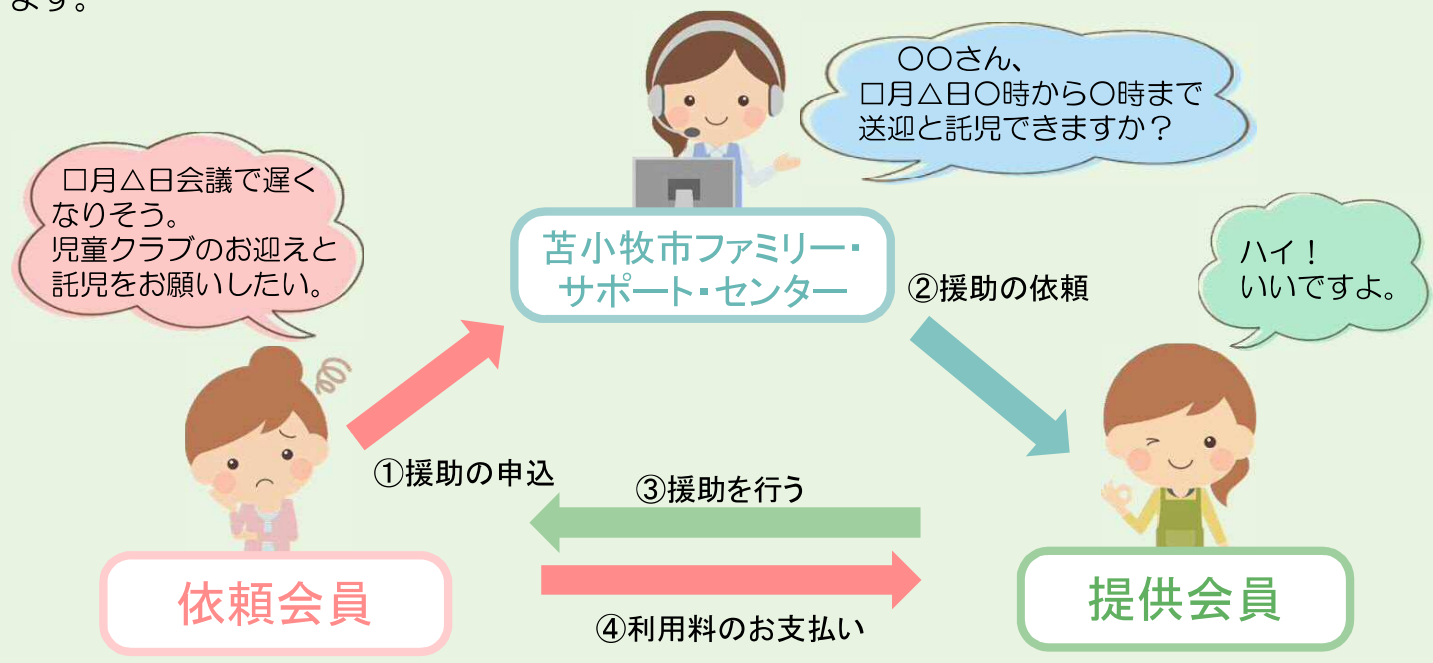 ます。
〇〇さん、
□月△日〇時から〇時まで
送迎と託児できますか？
□月△日会議で遅く
なりそう。
児童クラブのお迎えと
託児をお願いしたい。
苫小牧市ファミリー・
サポート・センター
ハイ！
いいですよ。
②援助の依頼
①援助の申込
③援助を行う
依頼会員
提供会員
④利用料のお支払い